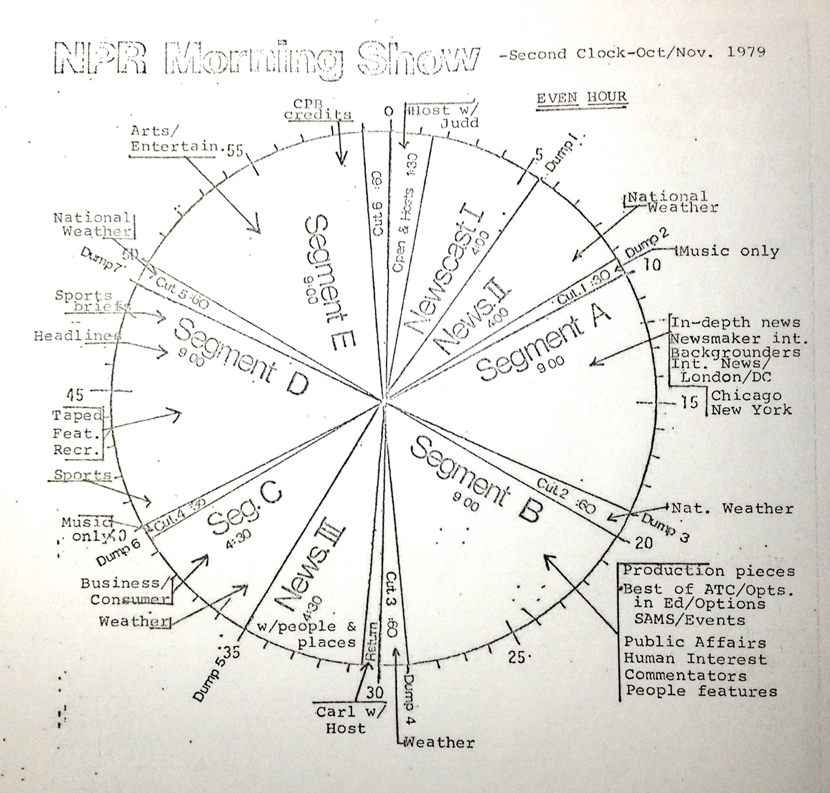 NPR Morning Show -Second Clock-Oct/Nov. 1979
EVEN HOUR
CPB
credits
0
Host w/
Judd
Arts/
Entertain.
55
5
Dump 1
National
Weather
Dump 2
Music only
10
Cut 6 :60
Open & Hosts 1:30
Newscast I
4:00
News. II
4:00
Cut.1 :30
Segment A
9 00
In-depth news
Newsmaker int.
Backgrounders
Int. News/
London/DC
15
Chicago
New York
Segment B
9 00
Cut 2 :60
Nat. Weather
Dump 3
20
Production pieces
Best of ATC/Opts.
in Ed/Options
SAMS/Events
Public Affairs
Human Interest
Commentators
People features
25
Cut 3 :60
Dump 4
Weather
30
Return
Carl w/
Host
News. III
4:30
w/people &
places
35
Dump 5
Seg. C
4:30
Business/
Consumer
Weather
Cut.4 :30
Music
only
Dump 6
Sports
Taped
Feat.
Recr.
45
Segment D
9 00
Headlines
Sports
briefs
Cut 5 :60
Dump 7
National
Weather
Segment E
9:00